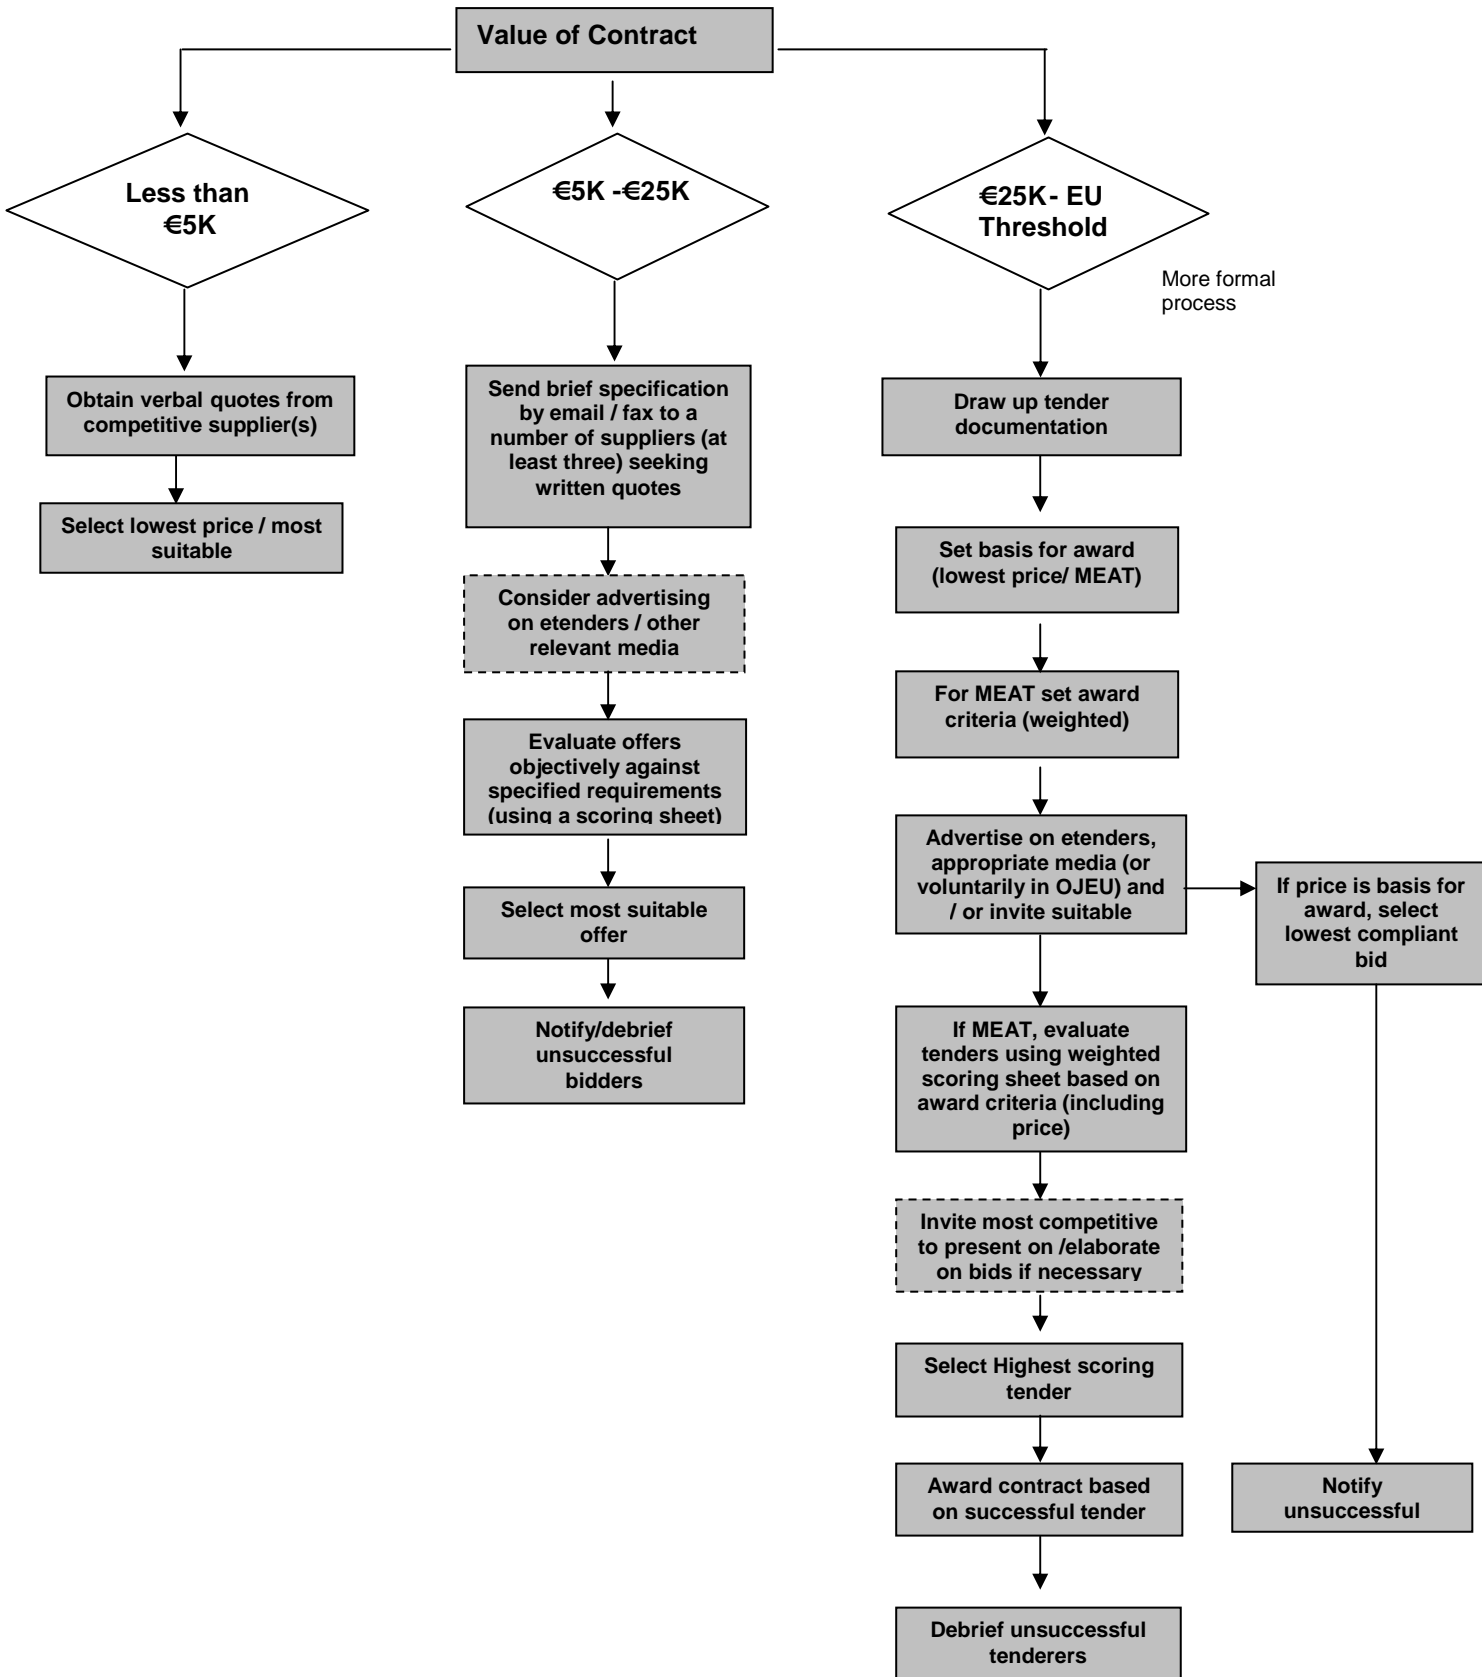 Value of Contract
Less than
€5K
€5K -€25K
€25K- EU
Threshold
More formal
process
Obtain verbal quotes from
competitive supplier(s)
Select lowest price / most
suitable
Send brief specification
by email / fax to a
number of suppliers (at
least three) seeking
written quotes
Consider advertising
on etenders / other
relevant media
Evaluate offers
objectively against
specified requirements
(using a scoring sheet)
Select most suitable
offer
Notify/debrief
unsuccessful
bidders
Draw up tender
documentation
Set basis for award
(lowest price/ MEAT)
For MEAT set award
criteria (weighted)
Advertise on etenders,
appropriate media (or
voluntarily in OJEU) and
/ or invite suitable
If price is basis for
award, select
lowest compliant
bid
If MEAT, evaluate
tenders using weighted
scoring sheet based on
award criteria (including
price)
Invite most competitive
to present on /elaborate
on bids if necessary
Select Highest scoring
tender
Award contract based
on successful tender
Notify
unsuccessful
Debrief unsuccessful
tenderers